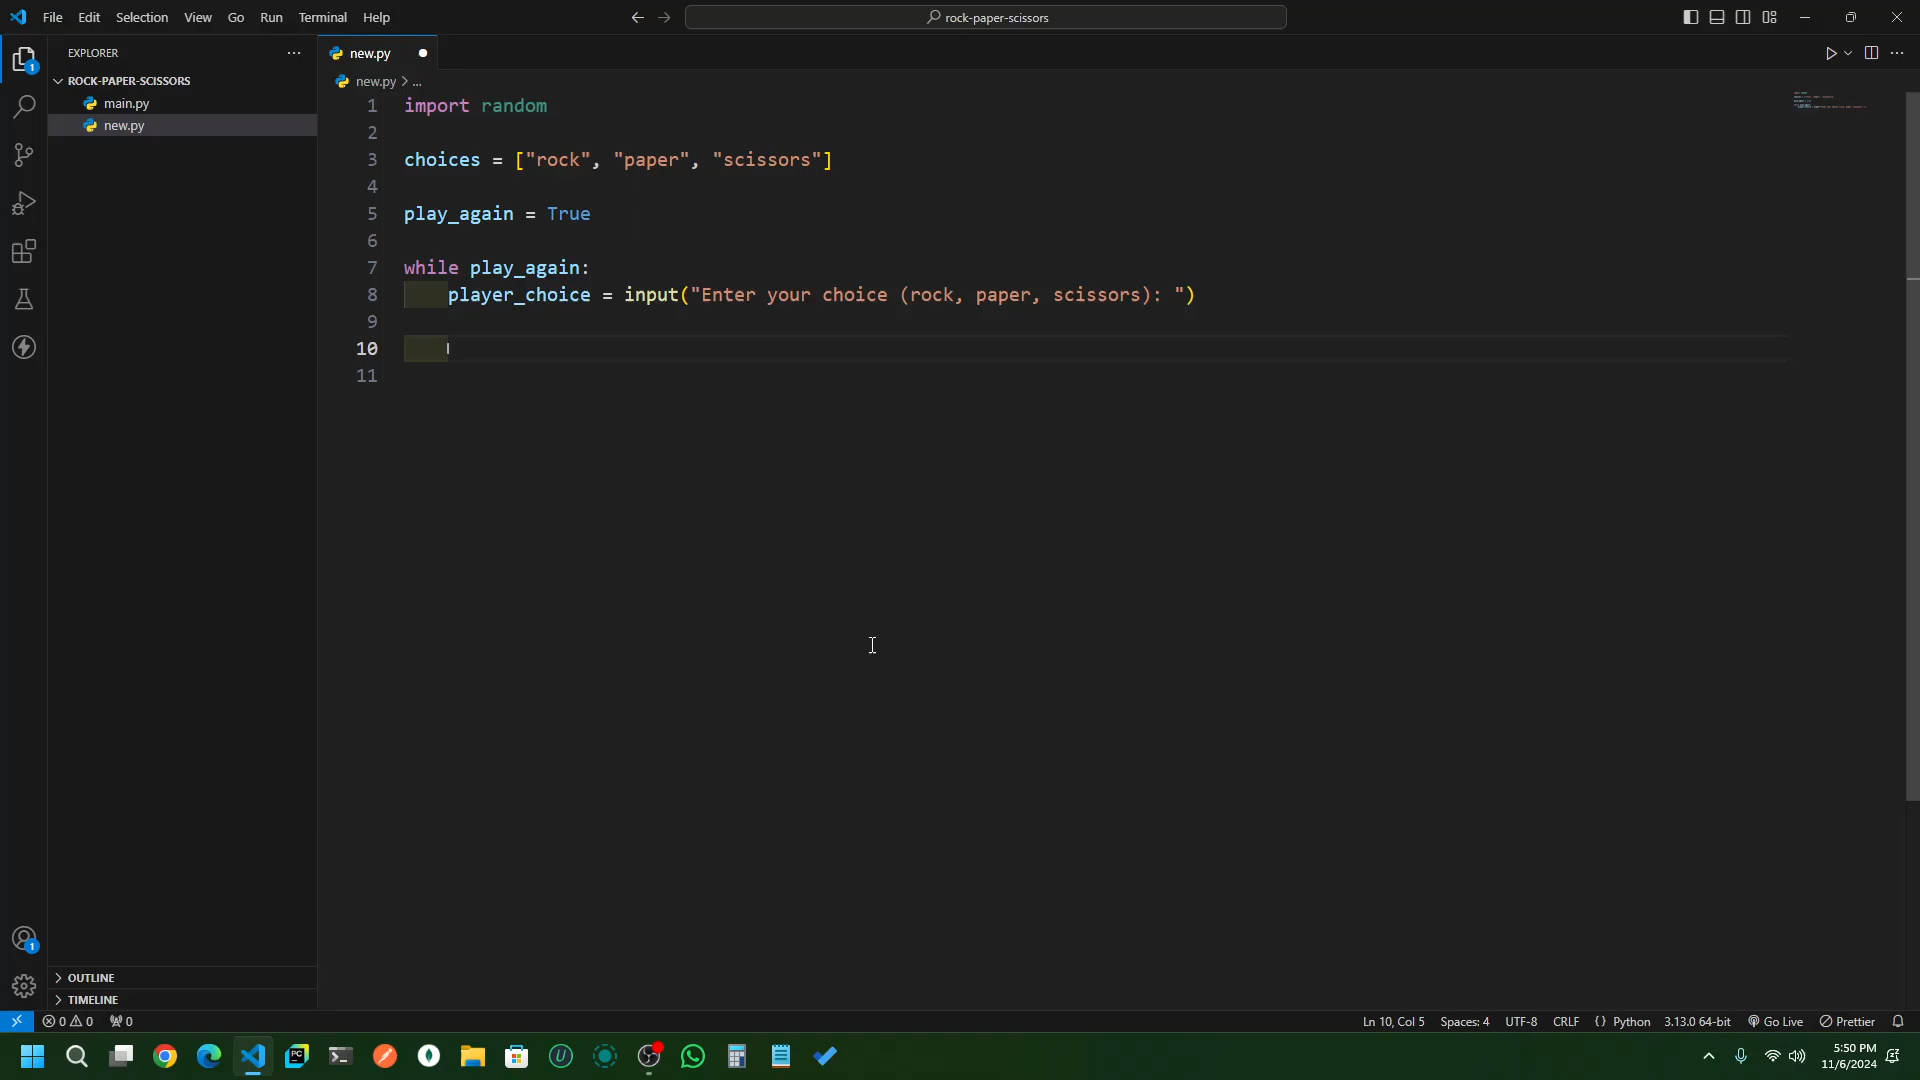 File Edit Selection View Go Run Terminal Help
rock-paper-scissors
EXPLORER
ROCK-PAPER-SCISSORS
main.py
new.py
new.py
new.py > ...
1 import random
2
3 choices = ["rock", "paper", "scissors"]
4
5 play_again = True
6
7 while play_again:
8 player_choice = input("Enter your choice (rock, paper, scissors): ")
9
10
11
1
1
OUTLINE
TIMELINE
0 0 0
Ln 10, Col 5 Spaces: 4 UTF-8 CRLF {} Python 3.13.0 64-bit Go Live Prettier
PC
U
5:50 PM
11/6/2024